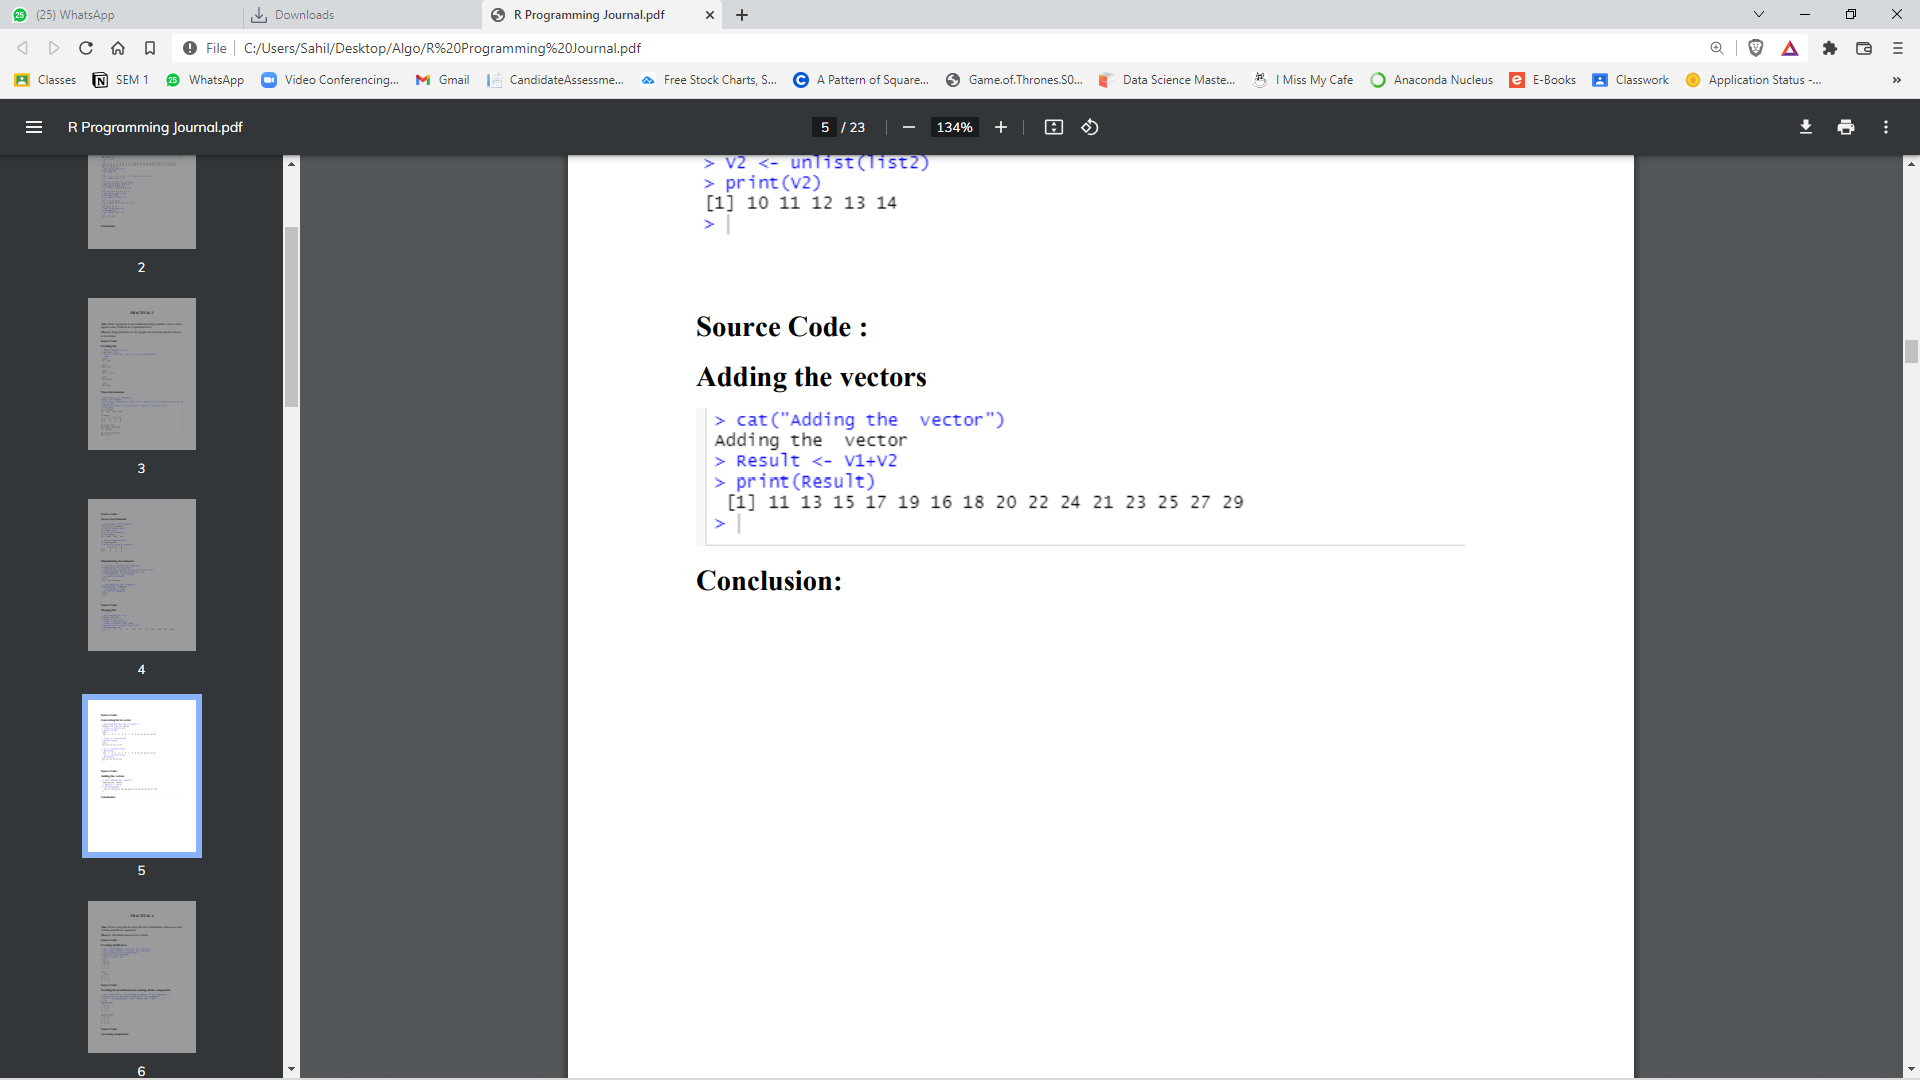 (25) WhatsApp
Downloads
R Programming Journal.pdf
File
C:/Users/Sahil/Desktop/Algo/R%20Programming%20Journal.pdf
Classes
SEM 1
WhatsApp
Video Conferencing...
Gmail
CandidateAssessme...
Free Stock Charts, S...
A Pattern of Square...
Game.of.Thrones.S0...
Data Science Maste...
I Miss My Cafe
Anaconda Nucleus
E-Books
Classwork
Application Status -...
»
R Programming Journal.pdf
5 / 23
134%
2
3
4
5
6
> V2 <- unlist(list2)
> print(V2)
[1] 10 11 12 13 14
>
Source Code :
Adding the vectors
> cat("Adding the  vector")
Adding the  vector
> Result <- V1+V2
> print(Result)
[1] 11 13 15 17 19 16 18 20 22 24 21 23 25 27 29
>
Conclusion: